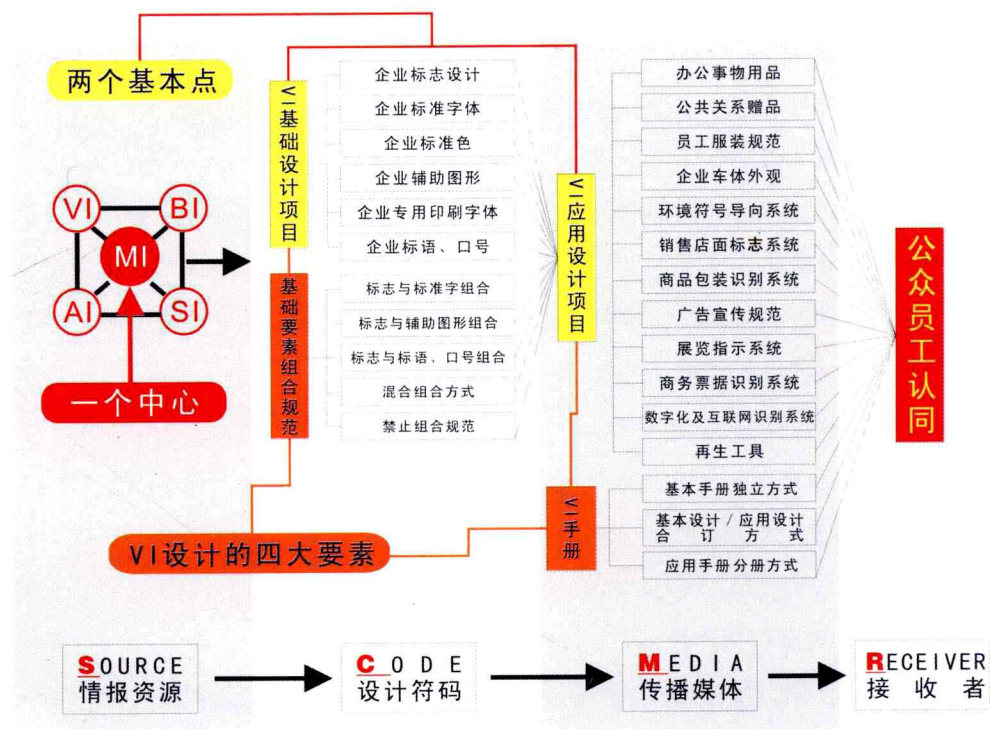 两个基本点
VI
BI
MI
AI
SI
一个中心
VI基础设计项目
企业标志设计
企业标准字体
企业标准色
企业辅助图形
企业专用印刷字体
企业标语、口号
基础要素组合规范
标志与标准字组合
标志与辅助图形组合
标志与标语、口号组合
混合组合方式
禁止组合规范
VI设计的四大要素
VI应用设计项目
办公事物用品
公共关系赠品
员工服装规范
企业车体外观
环境符号导向系统
销售店面标志系统
商品包装识别系统
广告宣传规范
展览指示系统
商务票据识别系统
数字化及互联网识别系统
再生工具
VI手册
基本手册独立方式
基本设计/应用设计
合订方式
应用手册分册方式
公众员工认同
SOURCE
情报资源
CODE
设计符码
MEDIA
传播媒体
RECEIVER
接收者